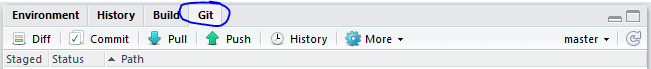 Environment History Build Git
Diff Commit Pull Push History More master
Staged Status Path